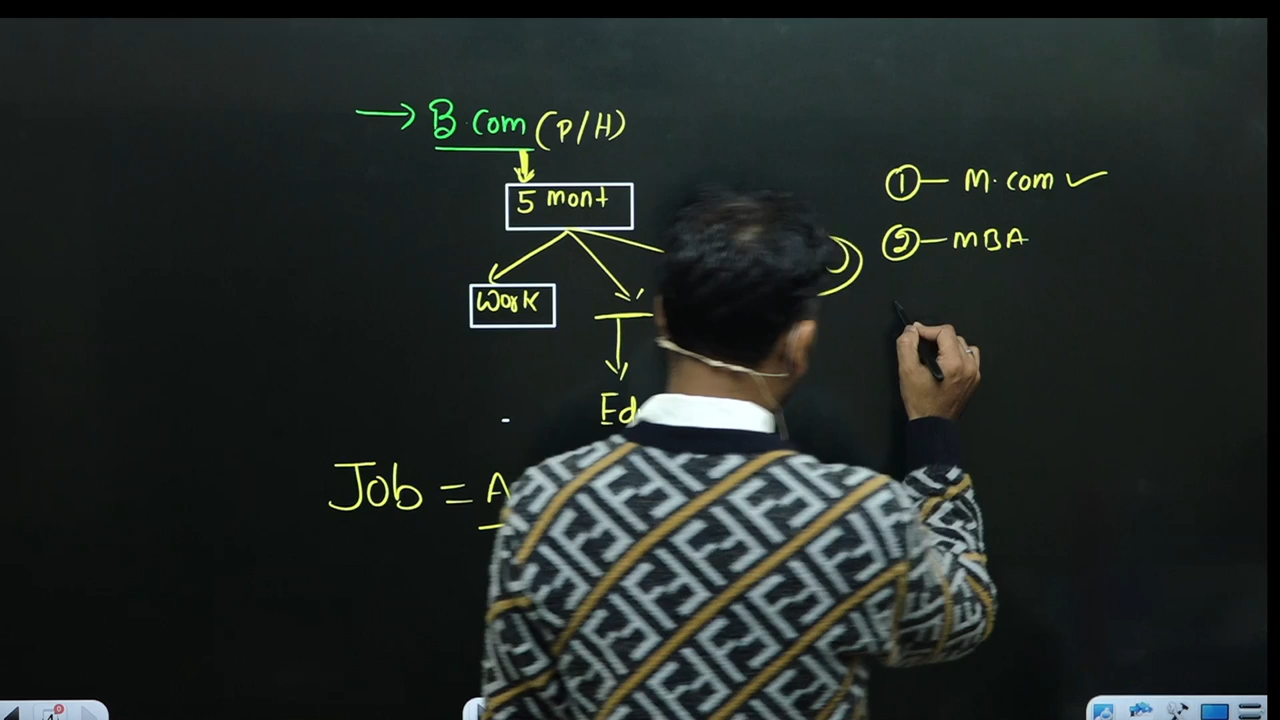 → B.com (P/H)
5 mont
① — M.com ✓
② — MBA
Work
Ed
Job = A